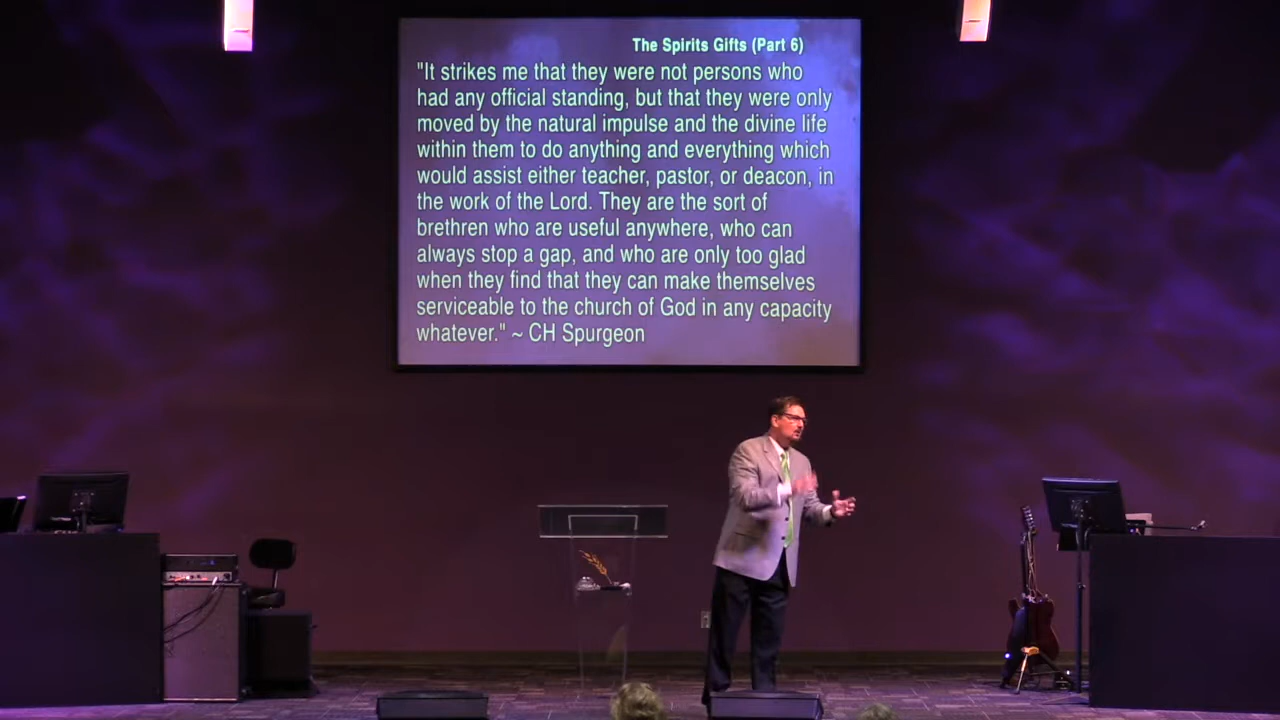 The Spirits Gifts (Part 6)
"It strikes me that they were not persons who
had any official standing, but that they were only
moved by the natural impulse and the divine life
within them to do anything and everything which
would assist either teacher, pastor, or deacon, in
the work of the Lord. They are the sort of
brethren who are useful anywhere, who can
always stop a gap, and who are only too glad
when they find that they can make themselves
serviceable to the church of God in any capacity
whatever." ~ CH Spurgeon